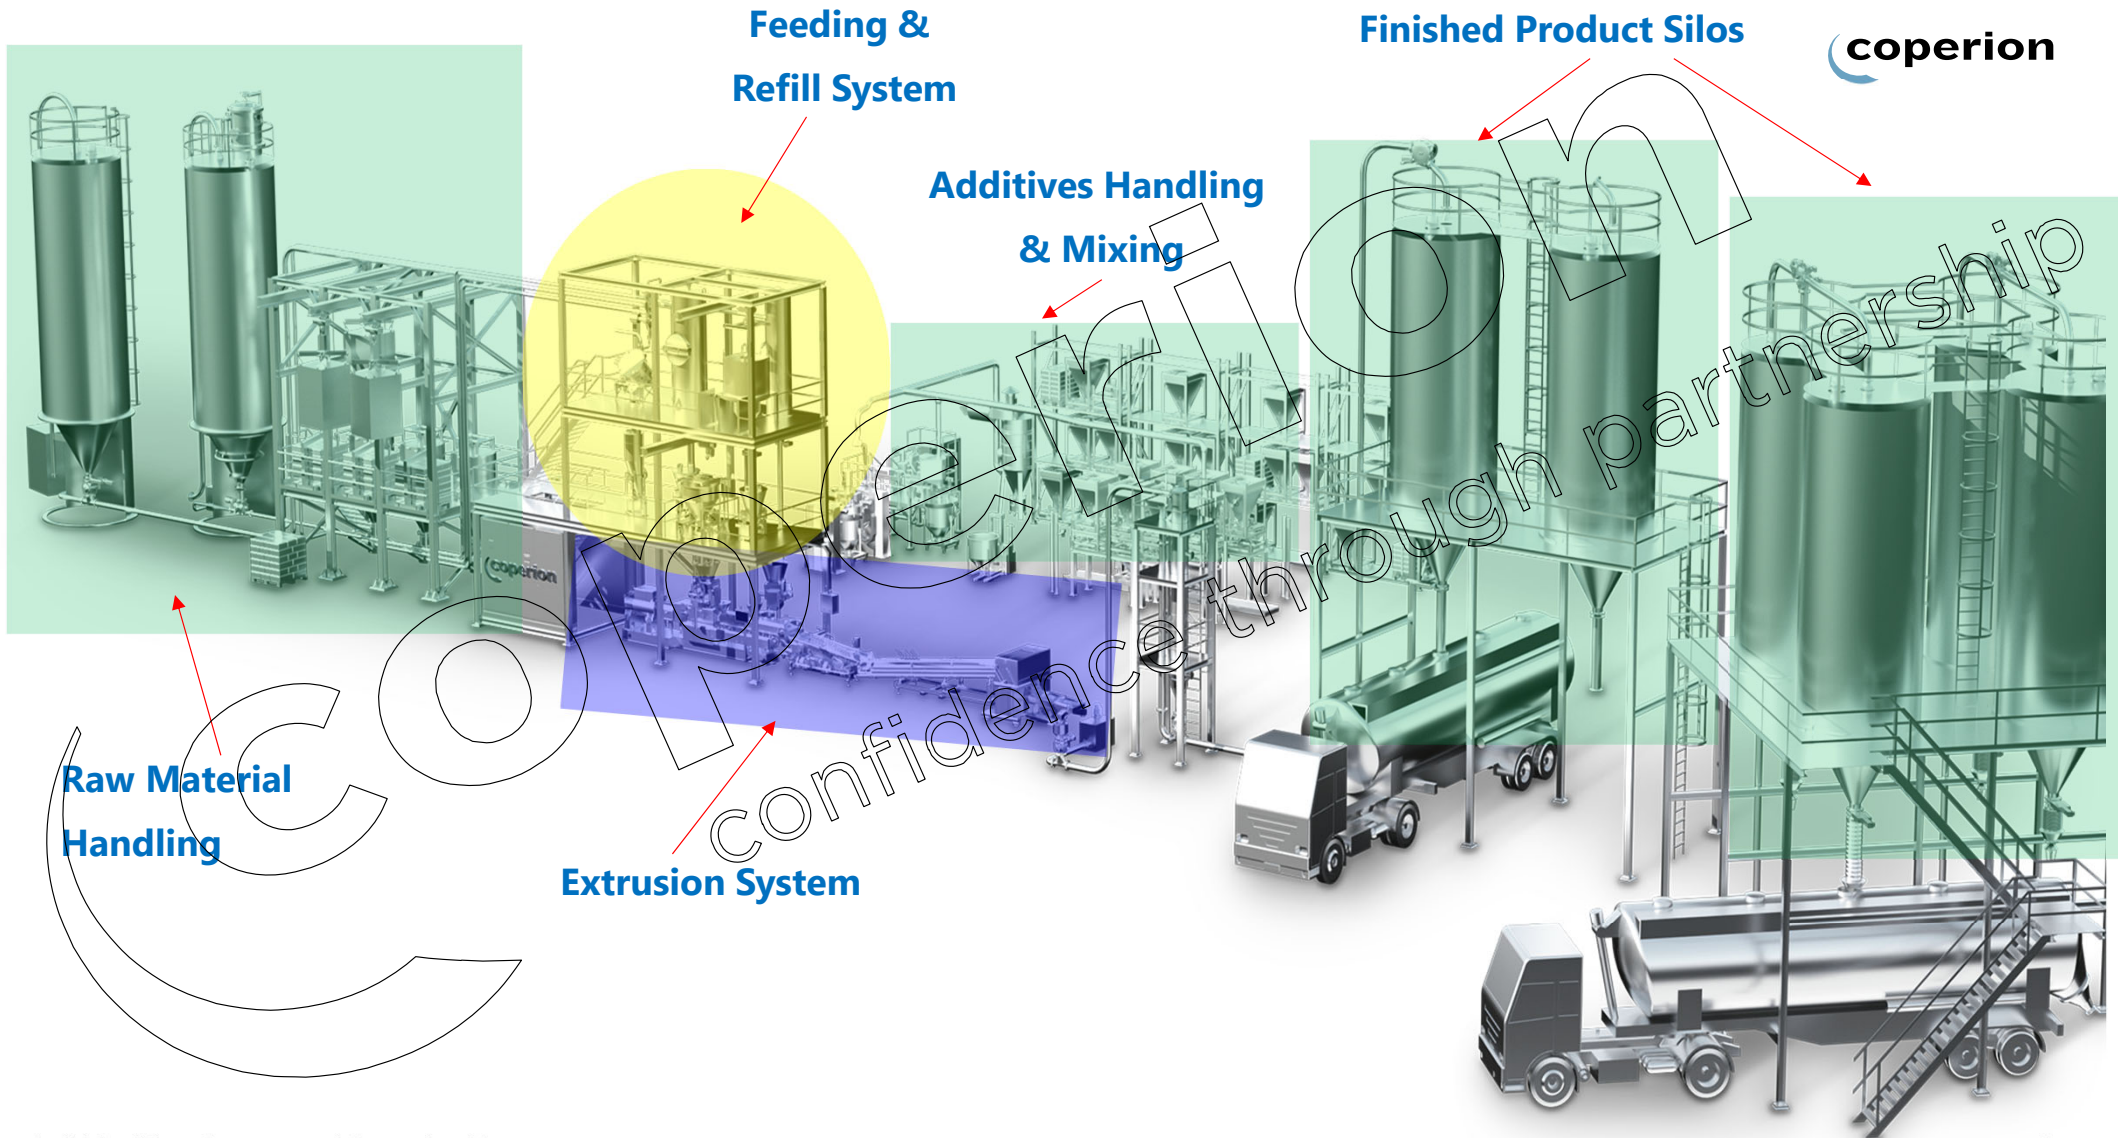 Feeding &
Refill System
Finished Product Silos
coperion
Additives Handling
& Mixing
coperion
coperion
confidence through partnership
Raw Material
Handling
Extrusion System